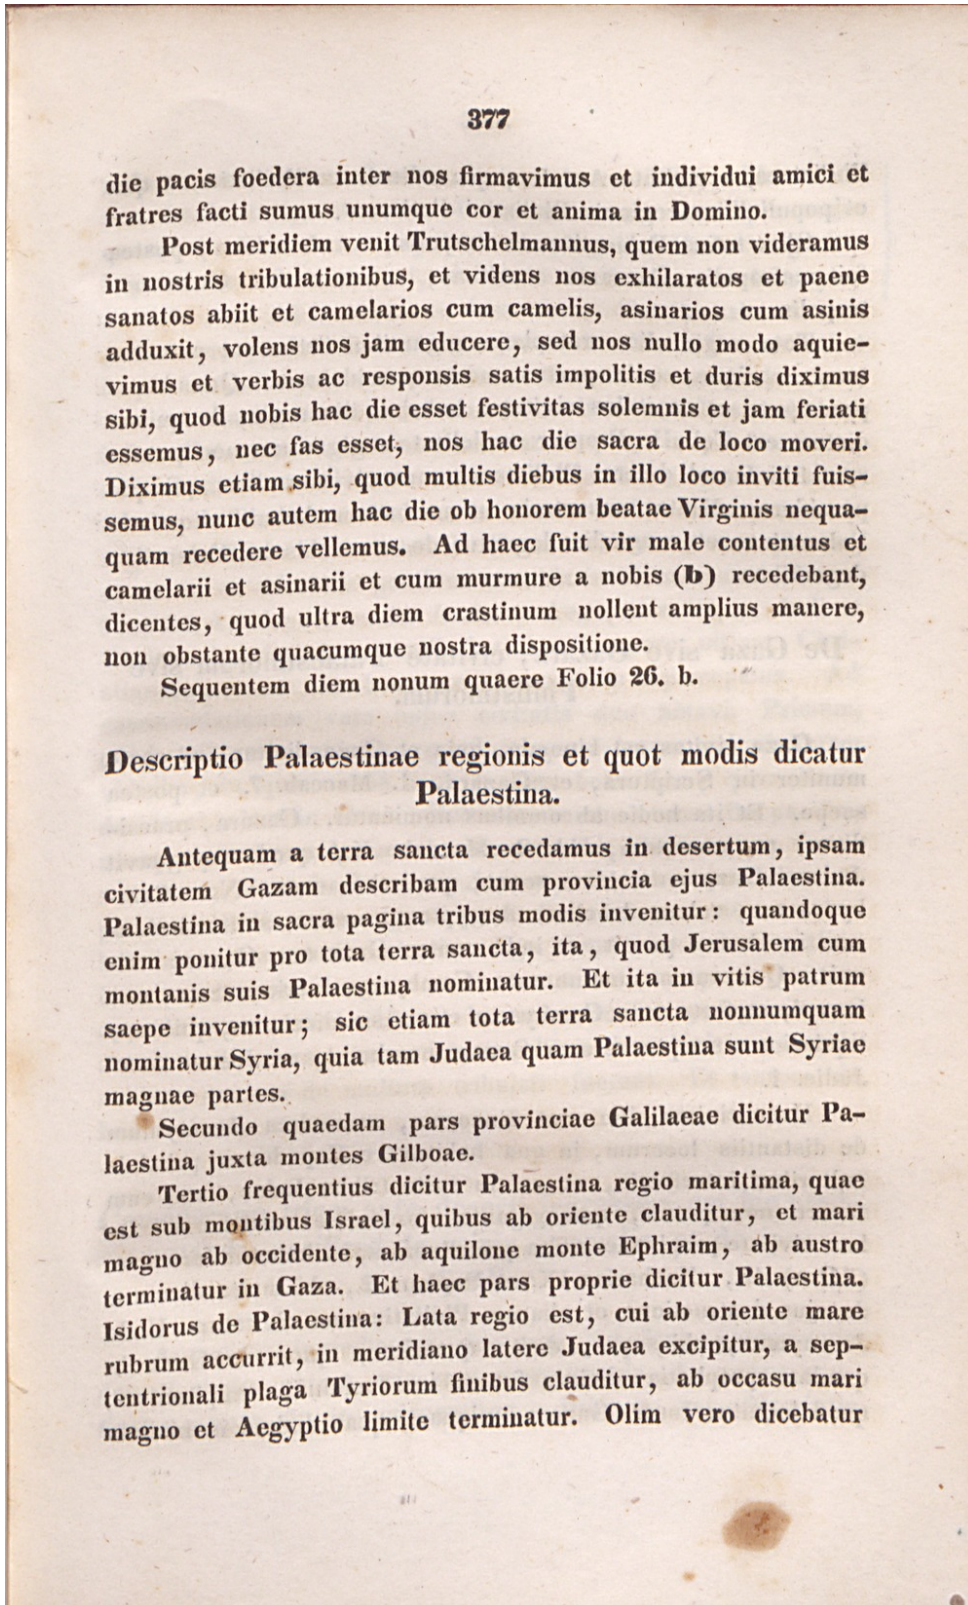 377
die pacis foedera inter nos firmavimus et individui amici et
fratres facti sumus unumque cor et anima in Domino.
Post meridiem venit Trutschelmannus, quem non videramus
in nostris tribulationibus, et videns nos exhilaratos et paene
sanatos abiit et camelarios cum camelis, asinarios cum asinis
adduxit, volens nos jam educere, sed nos nullo modo aquie-
vimus et verbis ac responsis satis impolitis et duris diximus
sibi, quod nobis hac die esset festivitas solemnis et jam feriati
essemus, nec fas esset, nos hac die sacra de loco moveri.
Diximus etiam sibi, quod multis diebus in illo loco inviti fuis-
semus, nunc autem hac die ob honorem beatae Virginis nequa-
quam recedere vellemus. Ad haec fuit vir male contentus et
camelarii et asinarii et cum murmure a nobis (b) recedebant,
dicentes, quod ultra diem crastinum nollent amplius manere,
non obstante quacumque nostra dispositione.
Sequentem diem nonum quaere Folio 26. b.
Descriptio Palaestinae regionis et quot modis dicatur
Palaestina.
Antequam a terra sancta recedamus in desertum, ipsam
civitatem Gazam describam cum provincia ejus Palaestina.
Palaestina in sacra pagina tribus modis invenitur: quandoque
enim ponitur pro tota terra sancta, ita, quod Jerusalem cum
montanis suis Palaestina nominatur. Et ita in vitis patrum
saepe invenitur; sic etiam tota terra sancta nonnumquam
nominatur Syria, quia tam Judaea quam Palaestina sunt Syriae
magnae partes.
Secundo quaedam pars provinciae Galilaeae dicitur Pa-
laestina juxta montes Gilboae.
Tertio frequentius dicitur Palaestina regio maritima, quae
est sub montibus Israel, quibus ab oriente clauditur, et mari
magno ab occidente, ab aquilone monte Ephraim, ab austro
terminatur in Gaza. Et haec pars proprie dicitur Palaestina.
Isidorus de Palaestina: Lata regio est, cui ab oriente mare
rubrum accurrit, in meridiano latere Judaea excipitur, a sep-
tentrionali plaga Tyriorum finibus clauditur, ab occasu mari
magno et Aegyptio limite terminatur. Olim vero dicebatur